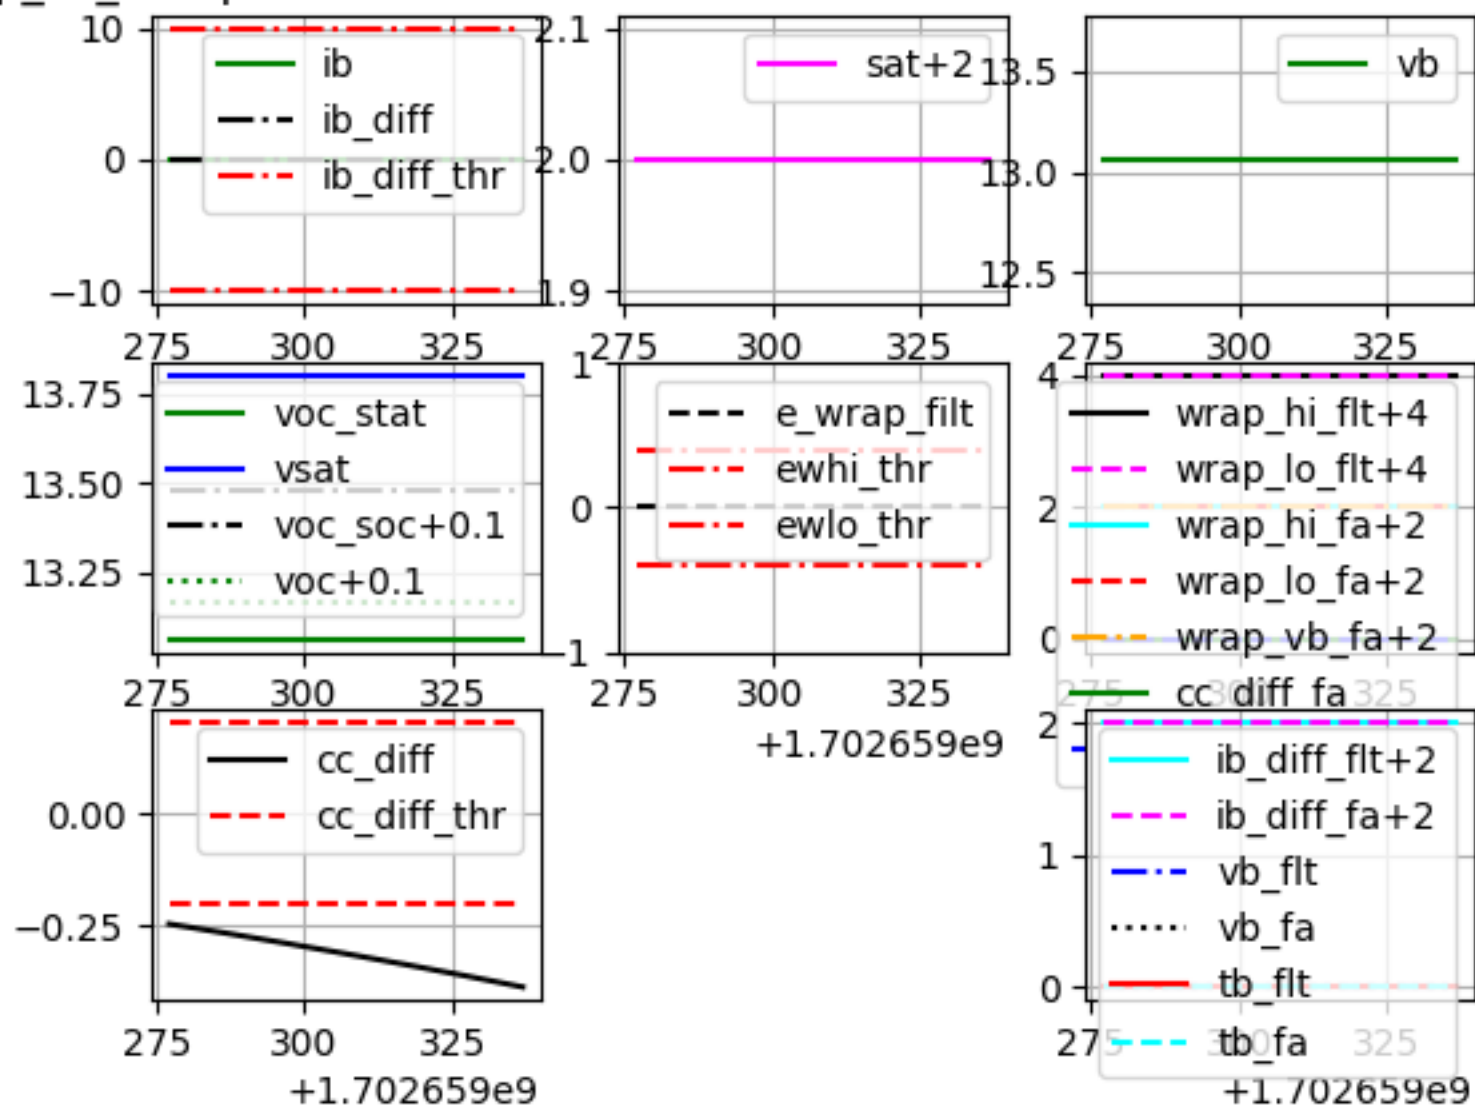 10
0
−10
ib
ib_diff
ib_diff_thr
275 300 325
2.1
2.0
1.9
sat+2
275 300 325
13.5
13.0
12.5
vb
275 300 325
13.75
13.50
13.25
voc_stat
vsat
voc_soc+0.1
voc+0.1
275 300 325
1
0
−1
e_wrap_filt
ewhi_thr
ewlo_thr
275 300 325
+1.702659e9
4
2
0
wrap_hi_flt+4
wrap_lo_flt+4
wrap_hi_fa+2
wrap_lo_fa+2
wrap_vb_fa+2
cc_diff_fa
275 300 325
0.00
−0.25
cc_diff
cc_diff_thr
275 300 325
+1.702659e9
2
1
0
ib_diff_flt+2
ib_diff_fa+2
vb_flt
vb_fa
tb_flt
tb_fa
275 300 325
+1.702659e9